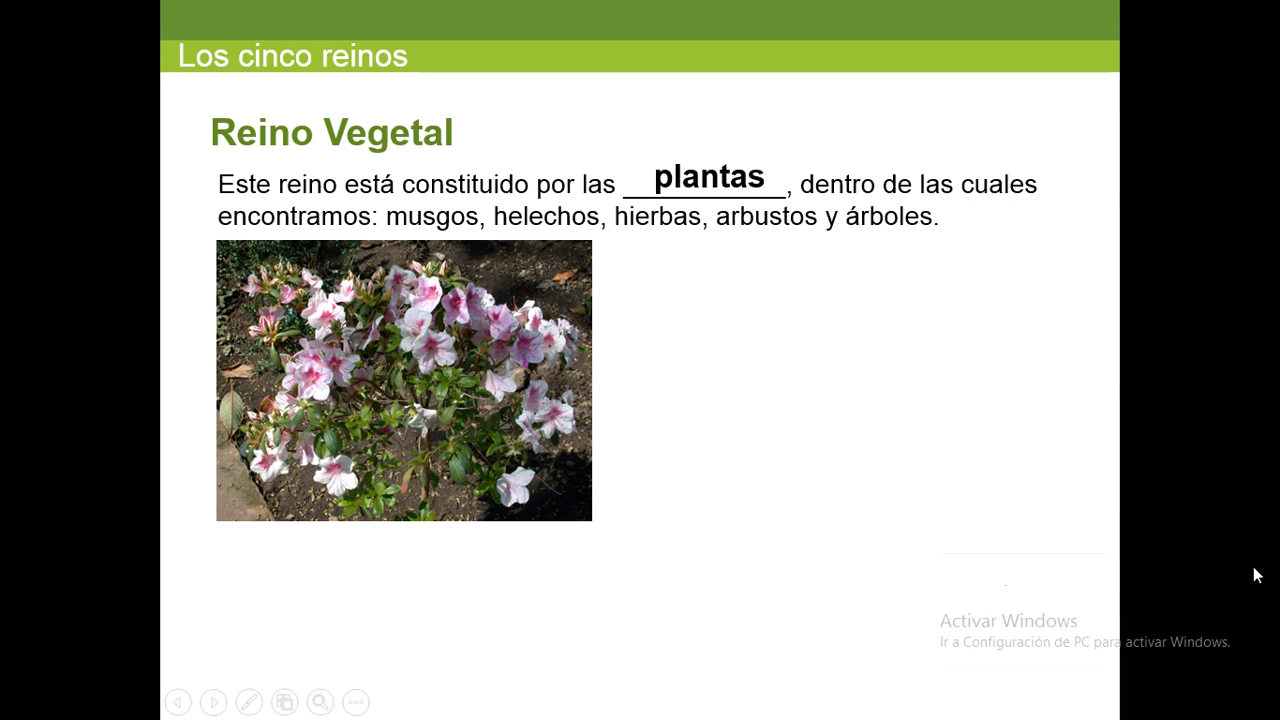 Los cinco reinos
Reino Vegetal
Este reino está constituido por las plantas, dentro de las cuales
encontramos: musgos, helechos, hierbas, arbustos y árboles.
Activar Windows
Ir a Configuración de PC para activar Windows.